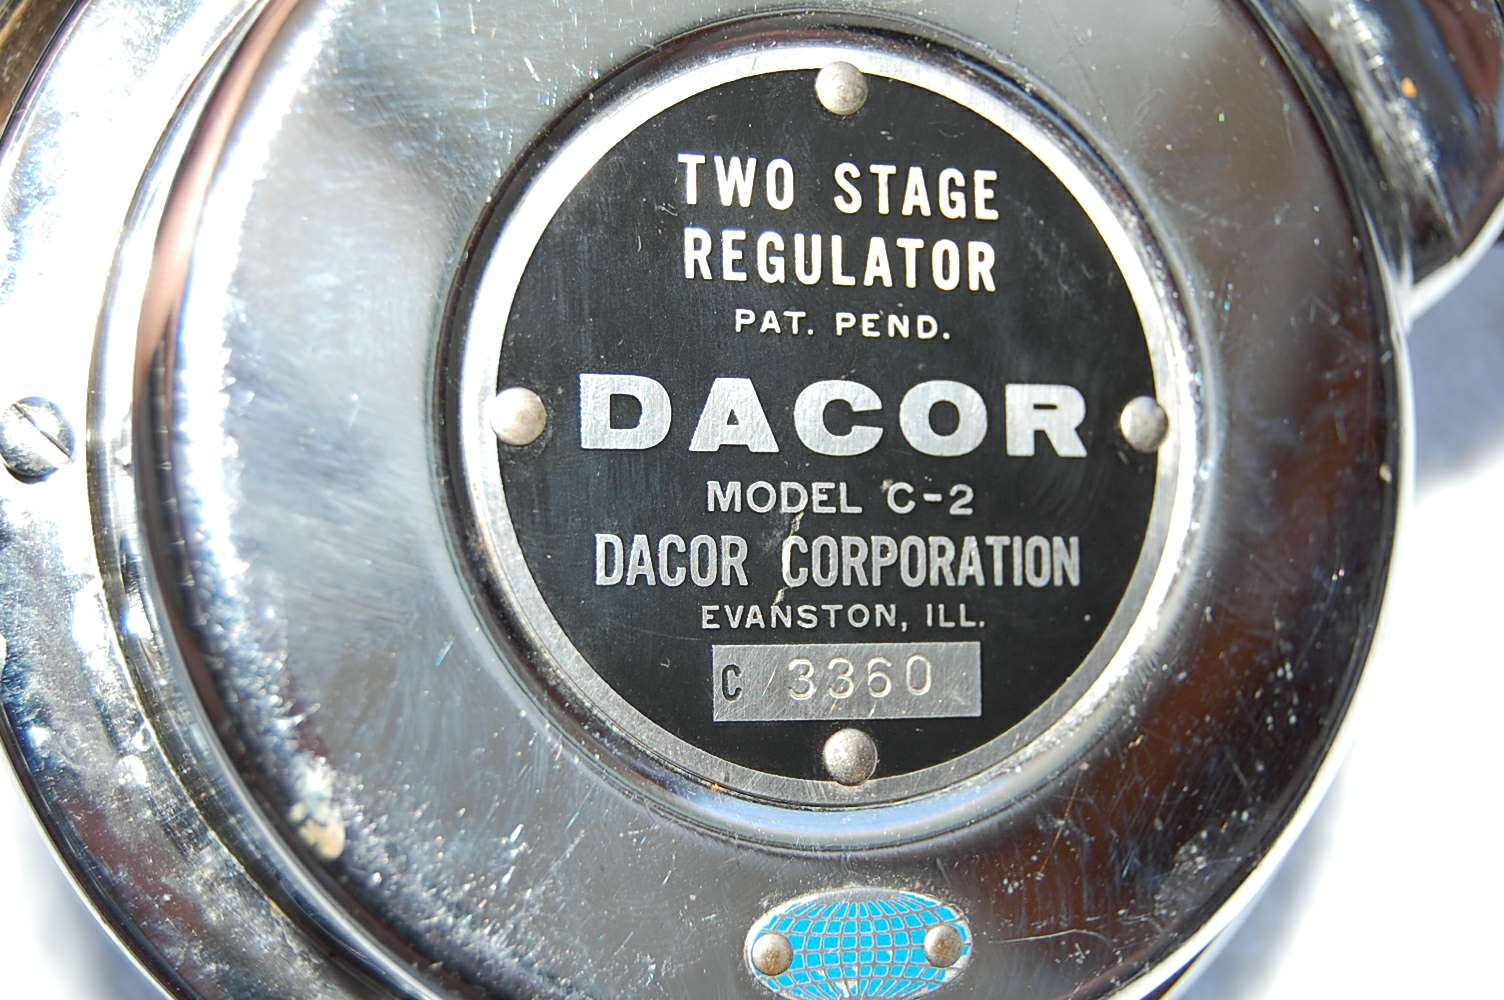 TWO STAGE
REGULATOR
PAT. PEND.
DACOR
MODEL C-2
DACOR CORPORATION
EVANSTON, ILL.
C 3360